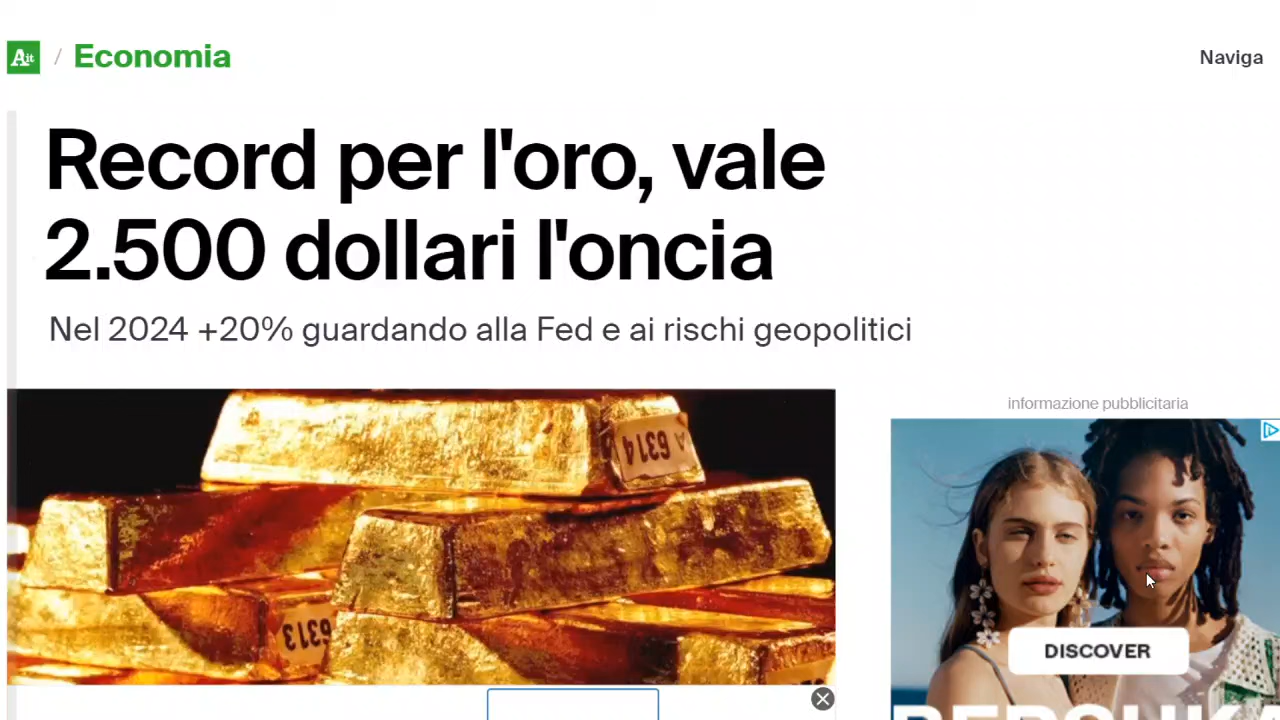 Ait / Economia
Naviga
Record per l'oro, vale
2.500 dollari l'oncia
Nel 2024 +20% guardando alla Fed e ai rischi geopolitici
informazione pubblicitaria
A 6314
6313
DISCOVER